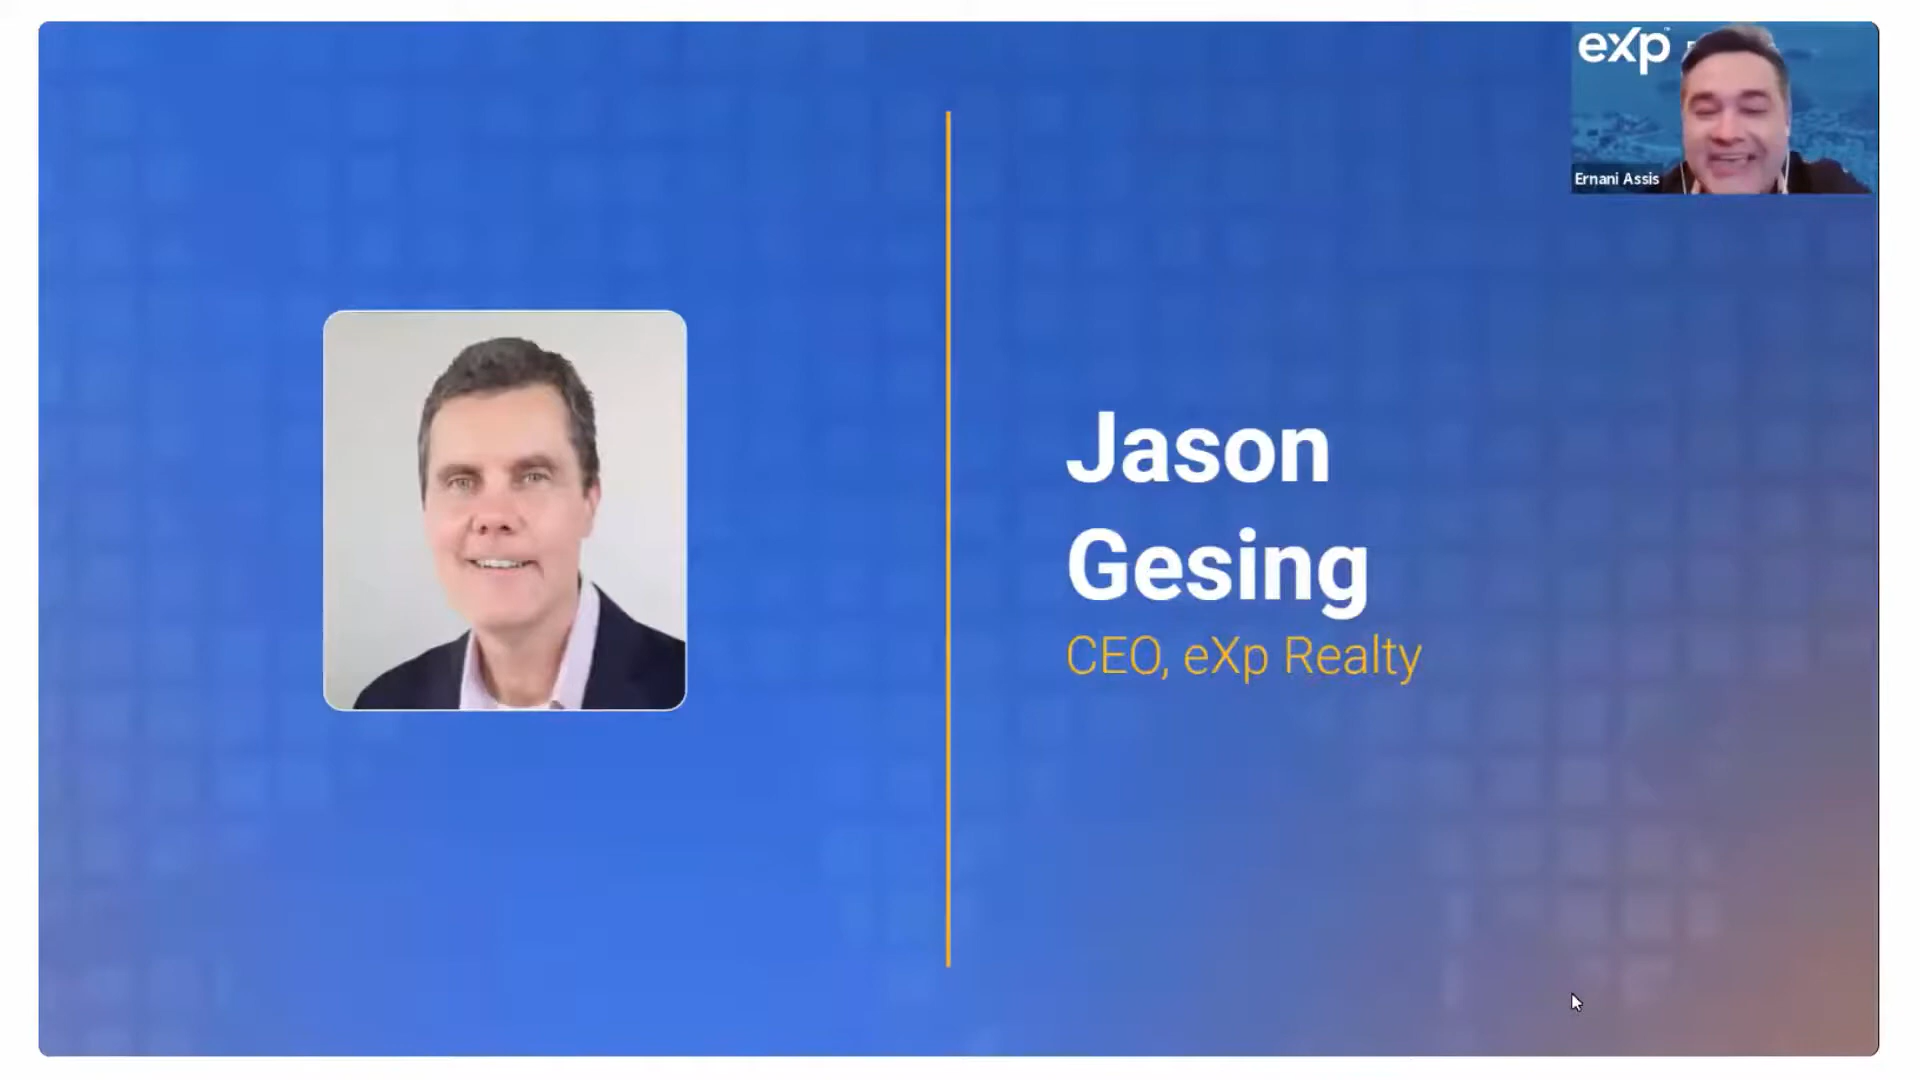 eXp
Ernani Assis
Jason
Gesing
CEO, eXp Realty